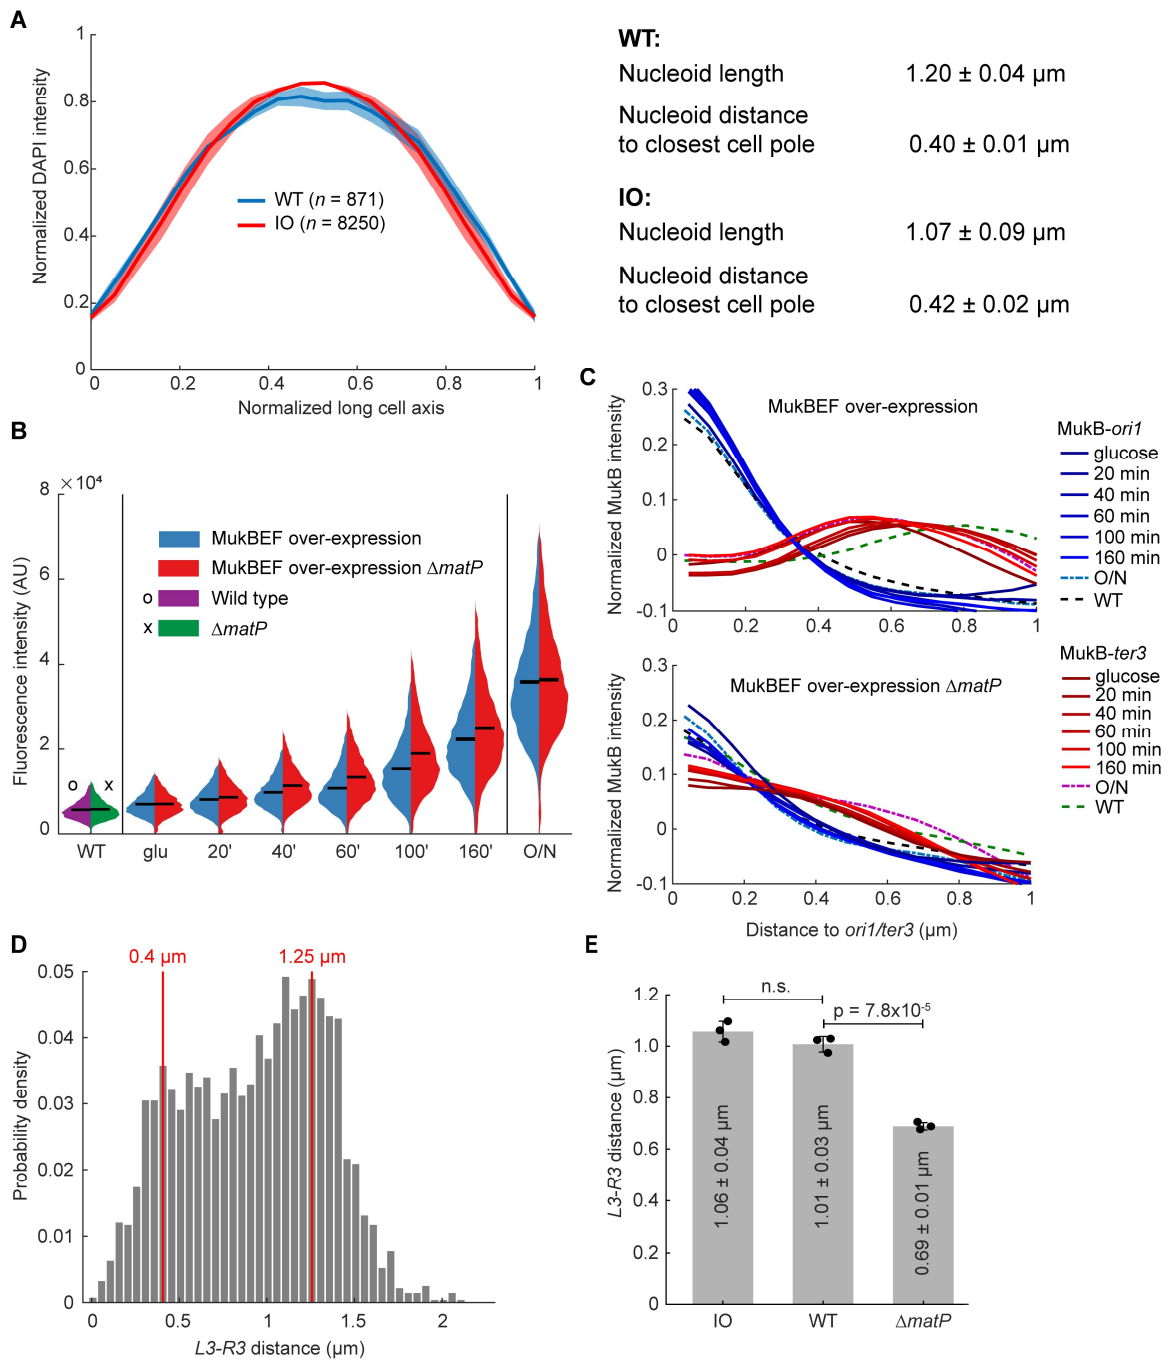 A
1
0.8
0.6
0.4
0.2
0
Normalized DAPI intensity
WT (n = 871)
IO (n = 8250)
0 0.2 0.4 0.6 0.8 1
Normalized long cell axis
WT:
Nucleoid length 1.20 ± 0.04 µm
Nucleoid distance
to closest cell pole 0.40 ± 0.01 µm
IO:
Nucleoid length 1.07 ± 0.09 µm
Nucleoid distance
to closest cell pole 0.42 ± 0.02 µm
B
×10⁴
8
6
4
2
0
Fluorescence intensity (AU)
MukBEF over-expression
MukBEF over-expression ΔmatP
o Wild type
x ΔmatP
o x
WT glu 20' 40' 60' 100' 160' O/N
C
0.3
0.2
0.1
0
-0.1
Normalized MukB intensity
MukBEF over-expression
0 0.2 0.4 0.6 0.8 1
MukB-ori1
glucose
20 min
40 min
60 min
100 min
160 min
O/N
WT
0.3
0.2
0.1
0
-0.1
Normalized MukB intensity
MukBEF over-expression ΔmatP
0 0.2 0.4 0.6 0.8 1
Distance to ori1/ter3 (µm)
MukB-ter3
glucose
20 min
40 min
60 min
100 min
160 min
O/N
WT
D
0.4 µm 1.25 µm
0.05
0.04
0.03
0.02
0.01
0
Probability density
0 0.5 1 1.5 2
L3-R3 distance (µm)
E
1.2
1.0
0.8
0.6
0.4
0.2
0
L3-R3 distance (µm)
n.s.
p = 7.8x10⁻⁵
1.06 ± 0.04 µm
1.01 ± 0.03 µm
0.69 ± 0.01 µm
IO WT ΔmatP